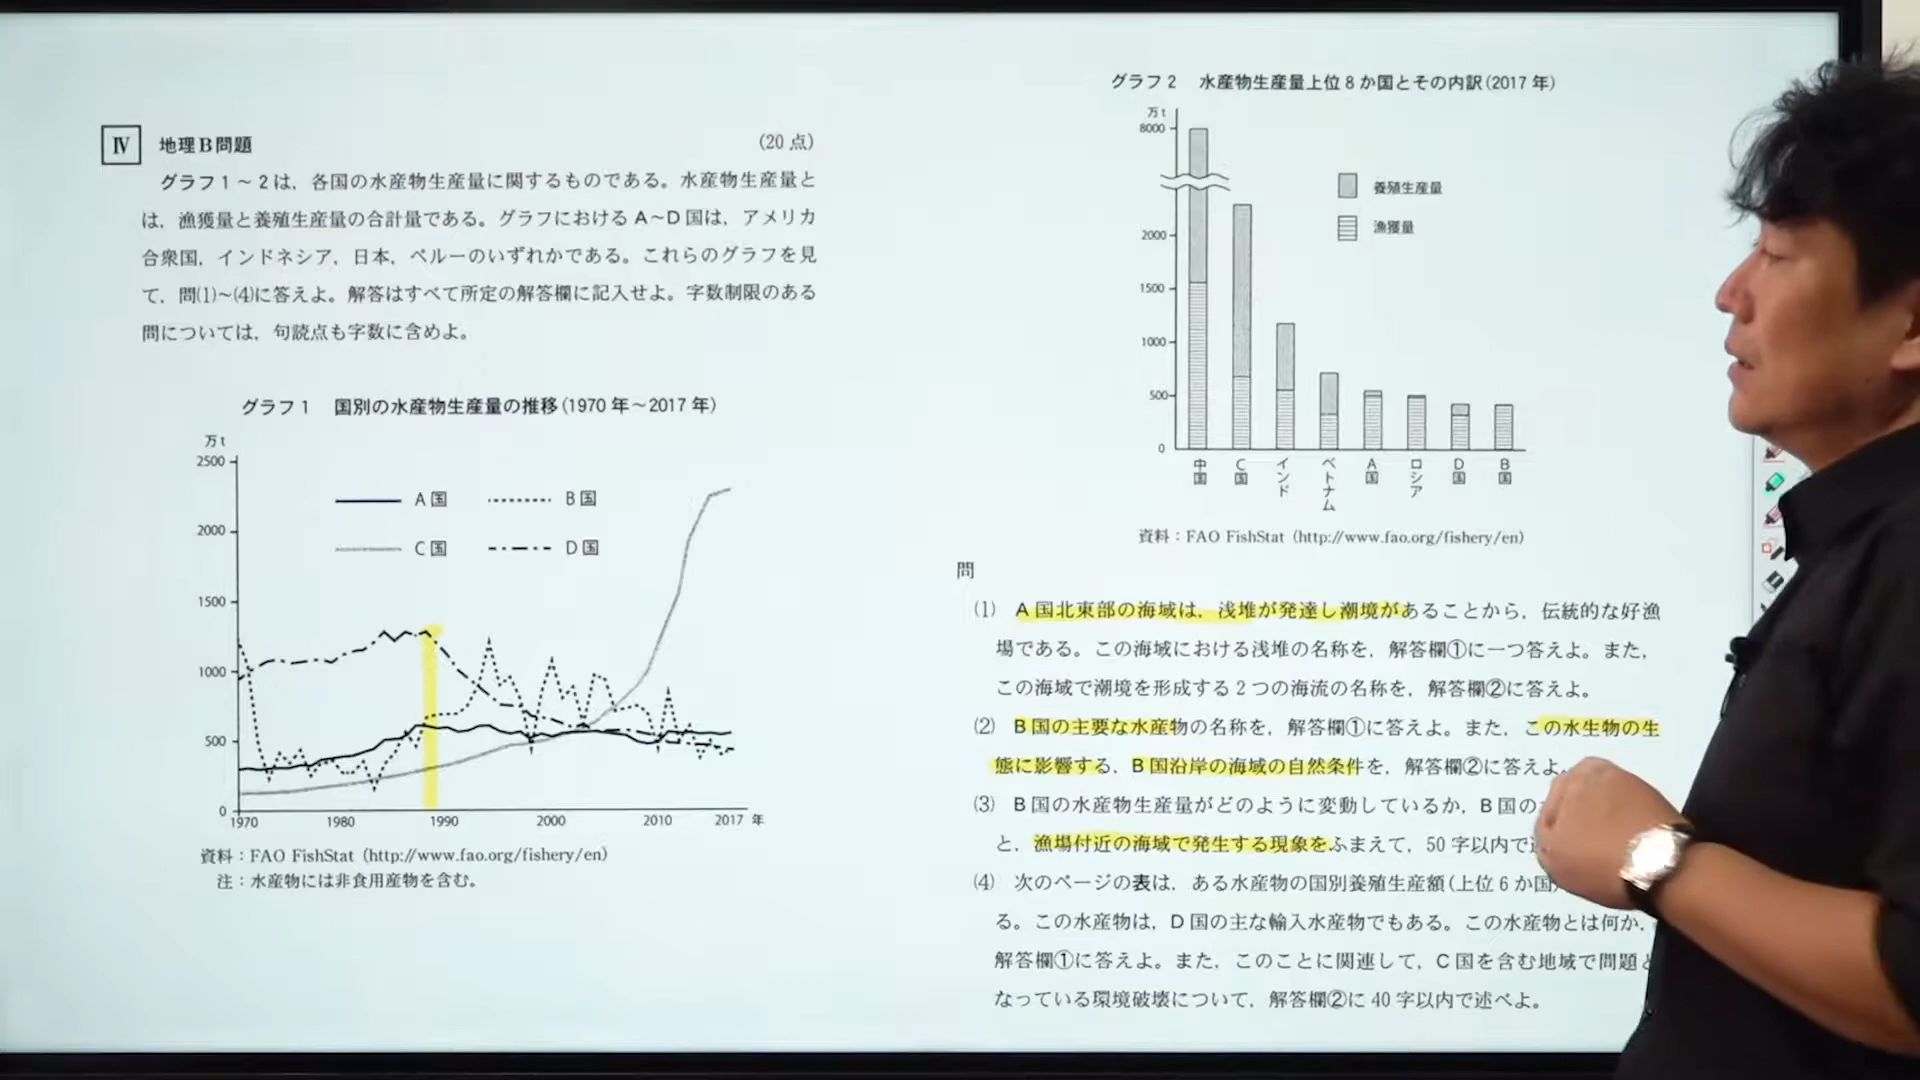 Ⅳ 地理B問題 (20点)
グラフ1～2は，各国の水産物生産量に関するものである。水産物生産量と
は，漁獲量と養殖生産量の合計量である。グラフにおけるA～D国は，アメリカ
合衆国，インドネシア，日本，ペルーのいずれかである。これらのグラフを見
て，問(1)～(4)に答えよ。解答はすべて所定の解答欄に記入せよ。字数制限のある
問については，句読点も字数に含めよ。
グラフ1 国別の水産物生産量の推移(1970年～2017年)
万t
2500
2000
1500
1000
500
0
A国
B国
C国
D国
1970 1980 1990 2000 2010 2017 年
資料：FAO FishStat (http://www.fao.org/fishery/en)
注：水産物には非食用産物を含む。
グラフ2 水産物生産量上位8か国とその内訳(2017年)
万t
8000
2000
1500
1000
500
0
養殖生産量
漁獲量
中国
C国
インド
ベトナム
A国
ロシア
D国
B国
資料：FAO FishStat (http://www.fao.org/fishery/en)
問
(1) A国北東部の海域は，浅堆が発達し潮境があることから，伝統的な好漁
場である。この海域における浅堆の名称を，解答欄①に一つ答えよ。また，
この海域で潮境を形成する2つの海流の名称を，解答欄②に答えよ。
(2) B国の主要な水産物の名称を，解答欄①に答えよ。また，この水生物の生
態に影響する，B国沿岸の海域の自然条件を，解答欄②に答えよ。
(3) B国の水産物生産量がどのように変動しているか，B国の
と，漁場付近の海域で発生する現象をふまえて，50字以内で
(4) 次のページの表は，ある水産物の国別養殖生産額(上位6か国
る。この水産物は，D国の主な輸入水産物でもある。この水産物とは何か，
解答欄①に答えよ。また，このことに関連して，C国を含む地域で問題と
なっている環境破壊について，解答欄②に40字以内で述べよ。